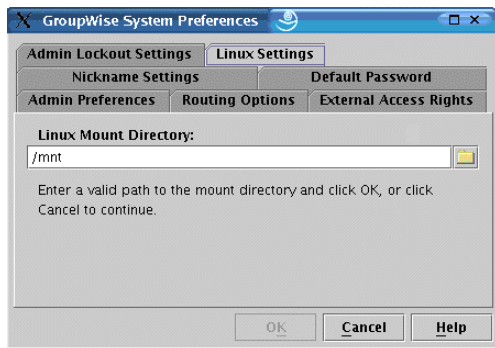 GroupWise System Preferences
Admin Lockout Settings Linux Settings
Nickname Settings Default Password
Admin Preferences Routing Options External Access Rights
Linux Mount Directory:
/mnt
Enter a valid path to the mount directory and click OK, or click
Cancel to continue.
OK Cancel Help